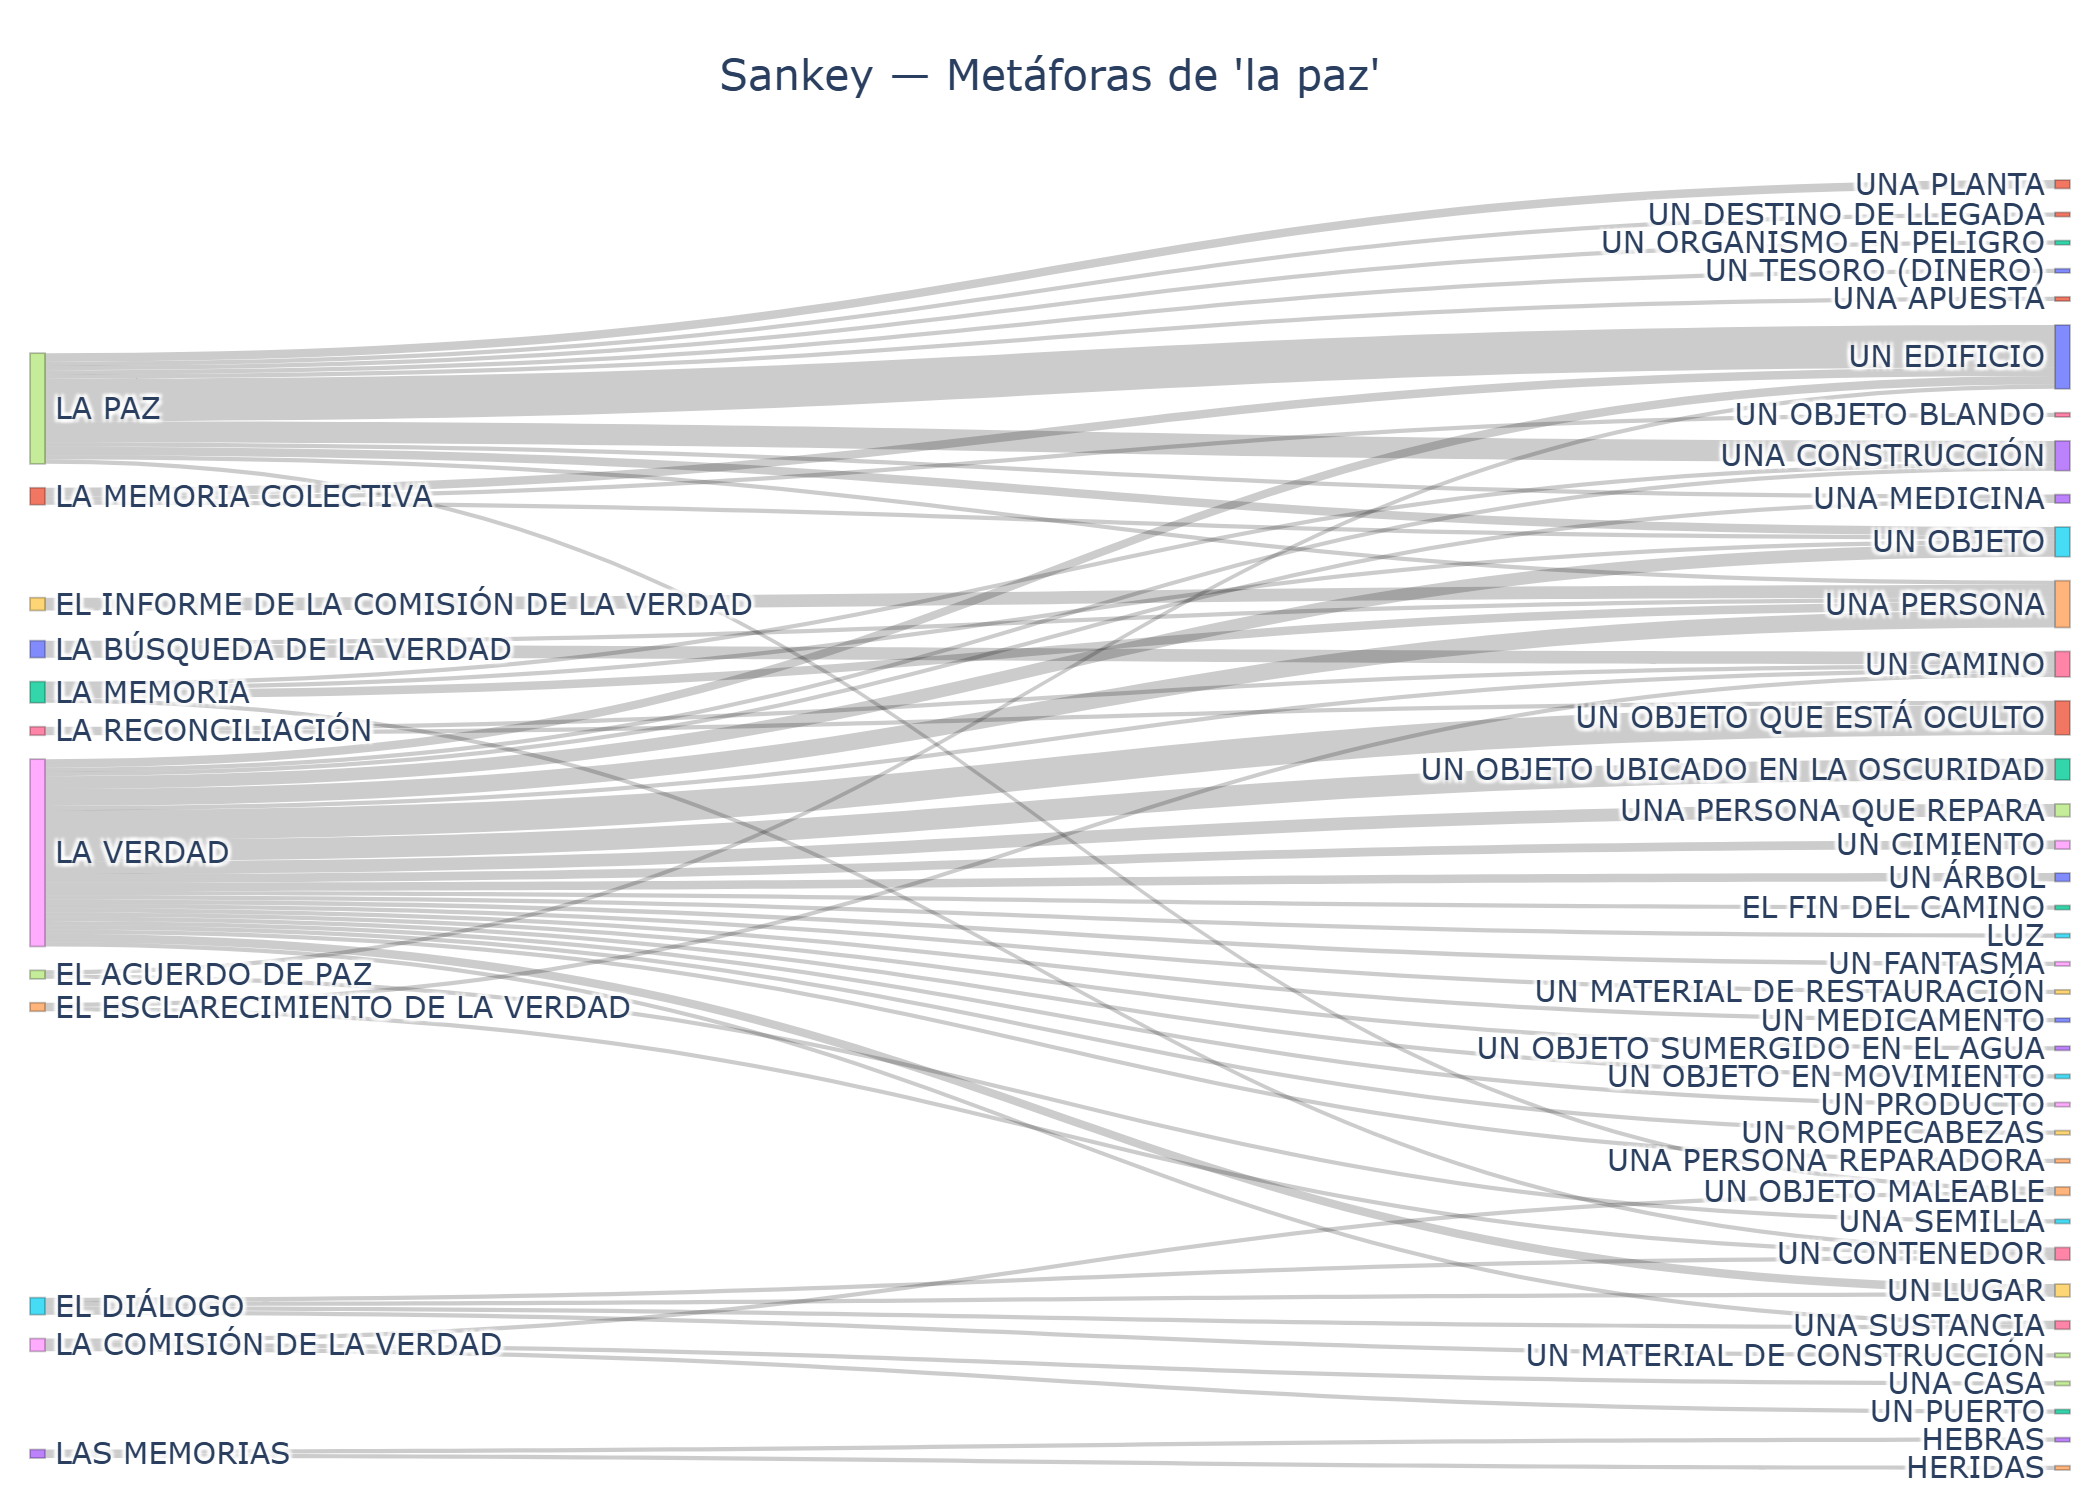 Sankey — Metáforas de 'la paz'
LA PAZ
LA MEMORIA COLECTIVA
EL INFORME DE LA COMISIÓN DE LA VERDAD
LA BÚSQUEDA DE LA VERDAD
LA MEMORIA
LA RECONCILIACIÓN
LA VERDAD
EL ACUERDO DE PAZ
EL ESCLARECIMIENTO DE LA VERDAD
EL DIÁLOGO
LA COMISIÓN DE LA VERDAD
LAS MEMORIAS
UNA PLANTA
UN DESTINO DE LLEGADA
UN ORGANISMO EN PELIGRO
UN TESORO (DINERO)
UNA APUESTA
UN EDIFICIO
UN OBJETO BLANDO
UNA CONSTRUCCIÓN
UNA MEDICINA
UN OBJETO
UNA PERSONA
UN CAMINO
UN OBJETO QUE ESTÁ OCULTO
UN OBJETO UBICADO EN LA OSCURIDAD
UNA PERSONA QUE REPARA
UN CIMIENTO
UN ÁRBOL
EL FIN DEL CAMINO
LUZ
UN FANTASMA
UN MATERIAL DE RESTAURACIÓN
UN MEDICAMENTO
UN OBJETO SUMERGIDO EN EL AGUA
UN OBJETO EN MOVIMIENTO
UN PRODUCTO
UN ROMPECABEZAS
UNA PERSONA REPARADORA
UN OBJETO MALEABLE
UNA SEMILLA
UN CONTENEDOR
UN LUGAR
UNA SUSTANCIA
UN MATERIAL DE CONSTRUCCIÓN
UNA CASA
UN PUERTO
HEBRAS
HERIDAS